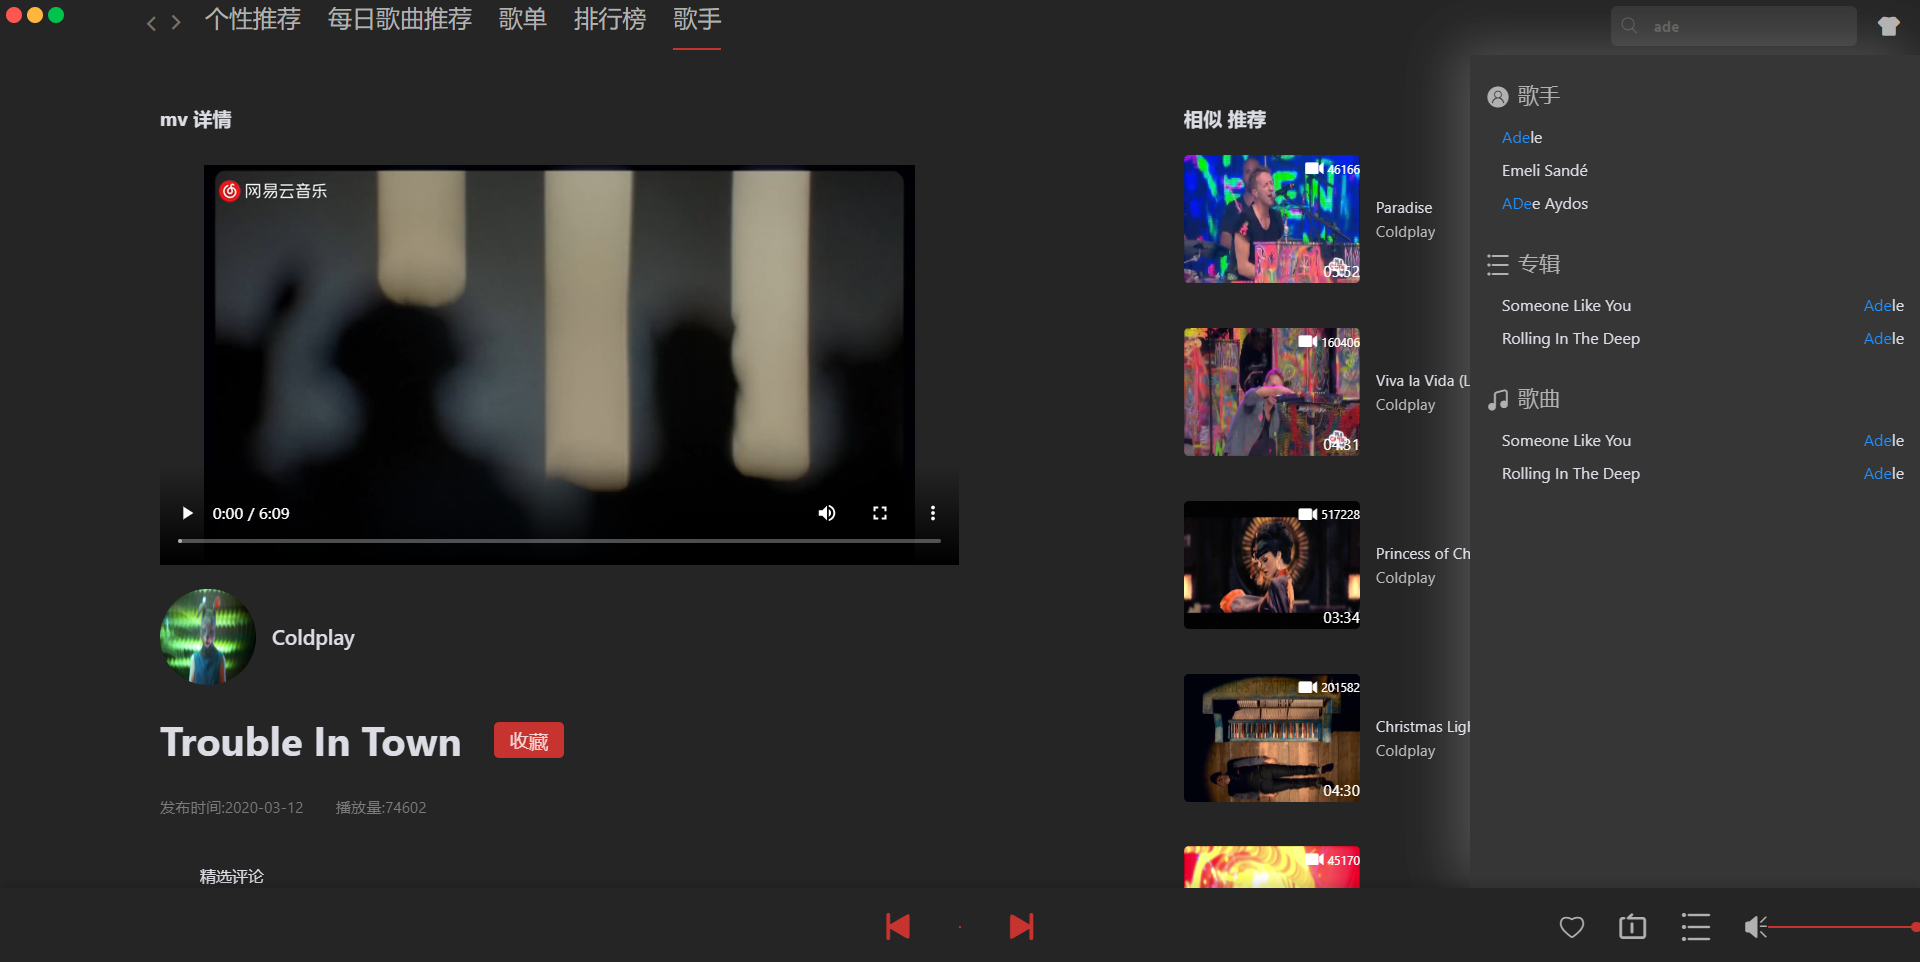 个性推荐 每日歌曲推荐 歌单 排行榜 歌手
ade
mv 详情
网易云音乐
0:00 / 6:09
Coldplay
Trouble In Town 收藏
发布时间:2020-03-12 播放量:74602
精选评论
相似 推荐
46166
03:52
Paradise
Coldplay
160406
04:31
Viva la Vida (L
Coldplay
517228
03:34
Princess of Ch
Coldplay
201582
04:30
Christmas Ligh
Coldplay
45170
歌手
Adele
Emeli Sandé
ADee Aydos
专辑
Someone Like You Adele
Rolling In The Deep Adele
歌曲
Someone Like You Adele
Rolling In The Deep Adele